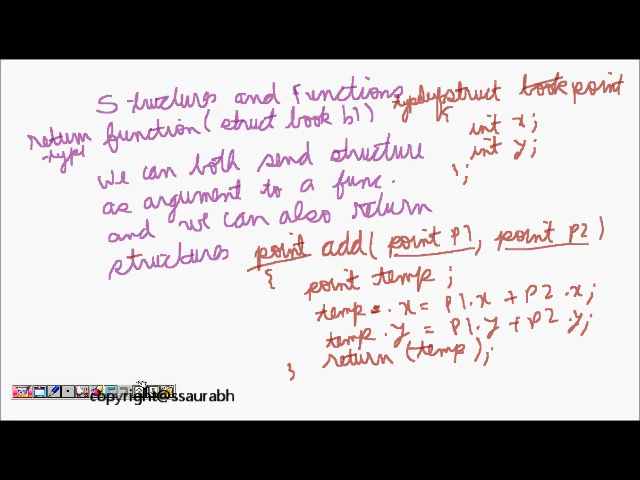 Structures and Functions
return type function( struct book b1)
We can both send structure
as argument to a func.
and we can also return
structures
typedef struct book point
{
int x;
int y;
};
point add( point P1, point P2 )
{
point temp ;
temp . x = P1.x + P2 .x;
temp . y = P1.y + P2 .y;
return (temp);
}
copyright@ssaurabh